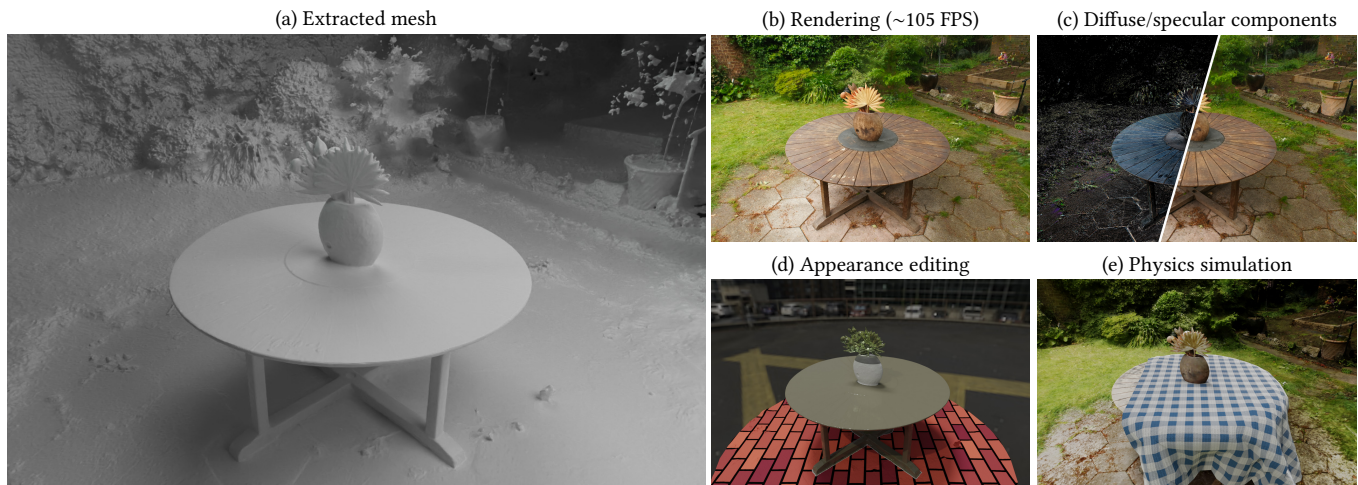 (a) Extracted mesh
(b) Rendering (~105 FPS)
(c) Diffuse/specular components
(d) Appearance editing
(e) Physics simulation